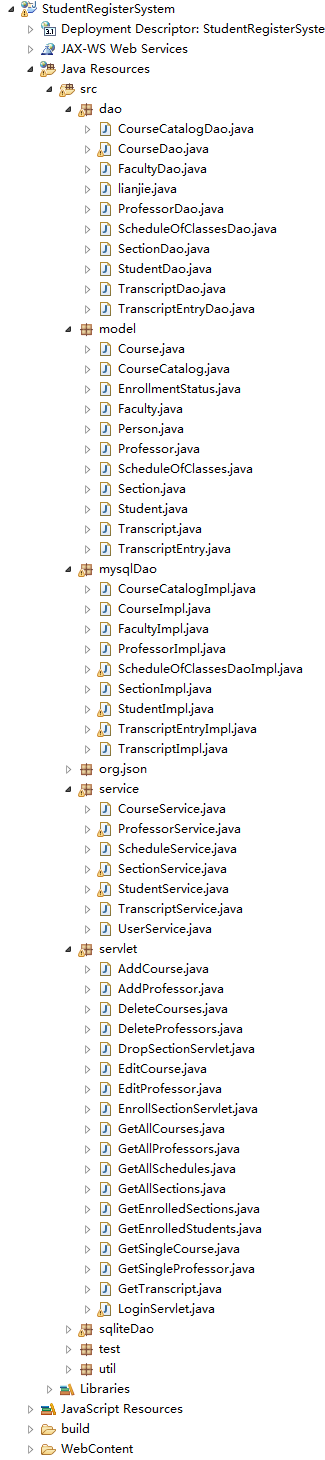 StudentRegisterSystem
Deployment Descriptor: StudentRegisterSyste
JAX-WS Web Services
Java Resources
src
dao
CourseCatalogDao.java
CourseDao.java
FacultyDao.java
lianjie.java
ProfessorDao.java
ScheduleOfClassesDao.java
SectionDao.java
StudentDao.java
TranscriptDao.java
TranscriptEntryDao.java
model
Course.java
CourseCatalog.java
EnrollmentStatus.java
Faculty.java
Person.java
Professor.java
ScheduleOfClasses.java
Section.java
Student.java
Transcript.java
TranscriptEntry.java
mysqlDao
CourseCatalogImpl.java
CourseImpl.java
FacultyImpl.java
ProfessorImpl.java
ScheduleOfClassesDaoImpl.java
SectionImpl.java
StudentImpl.java
TranscriptEntryImpl.java
TranscriptImpl.java
org.json
service
CourseService.java
ProfessorService.java
ScheduleService.java
SectionService.java
StudentService.java
TranscriptService.java
UserService.java
servlet
AddCourse.java
AddProfessor.java
DeleteCourses.java
DeleteProfessors.java
DropSectionServlet.java
EditCourse.java
EditProfessor.java
EnrollSectionServlet.java
GetAllCourses.java
GetAllProfessors.java
GetAllSchedules.java
GetAllSections.java
GetEnrolledSections.java
GetEnrolledStudents.java
GetSingleCourse.java
GetSingleProfessor.java
GetTranscript.java
LoginServlet.java
sqliteDao
test
util
Libraries
JavaScript Resources
build
WebContent